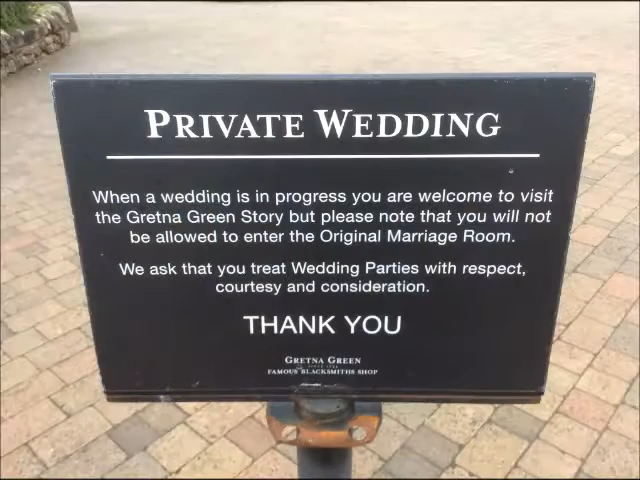 PRIVATE WEDDING
When a wedding is in progress you are welcome to visit
the Gretna Green Story but please note that you will not
be allowed to enter the Original Marriage Room.
We ask that you treat Wedding Parties with respect,
courtesy and consideration.
THANK YOU
GRETNA GREEN
FAMOUS BLACKSMITHS SHOP